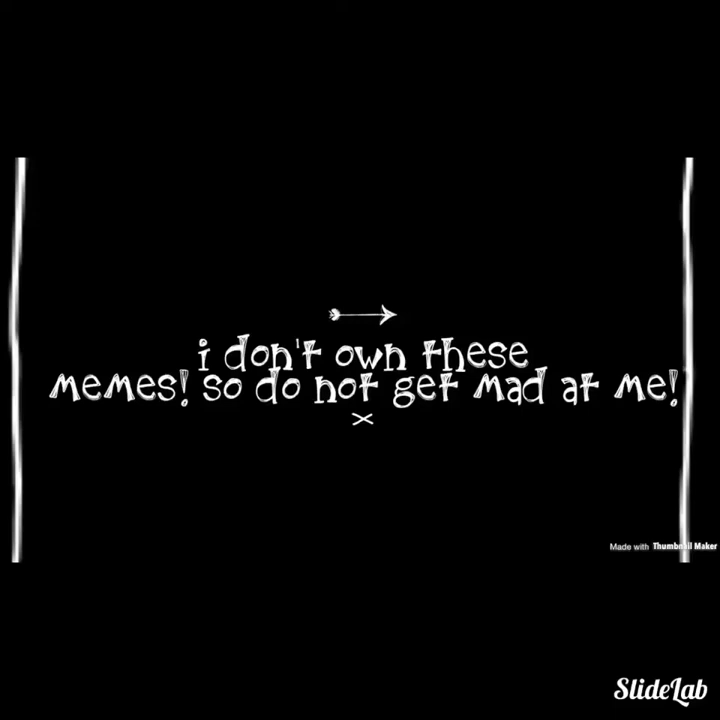 i don't own these
memes! so do not get mad at me!
x
Made with Thumbnail Maker
SlideLab